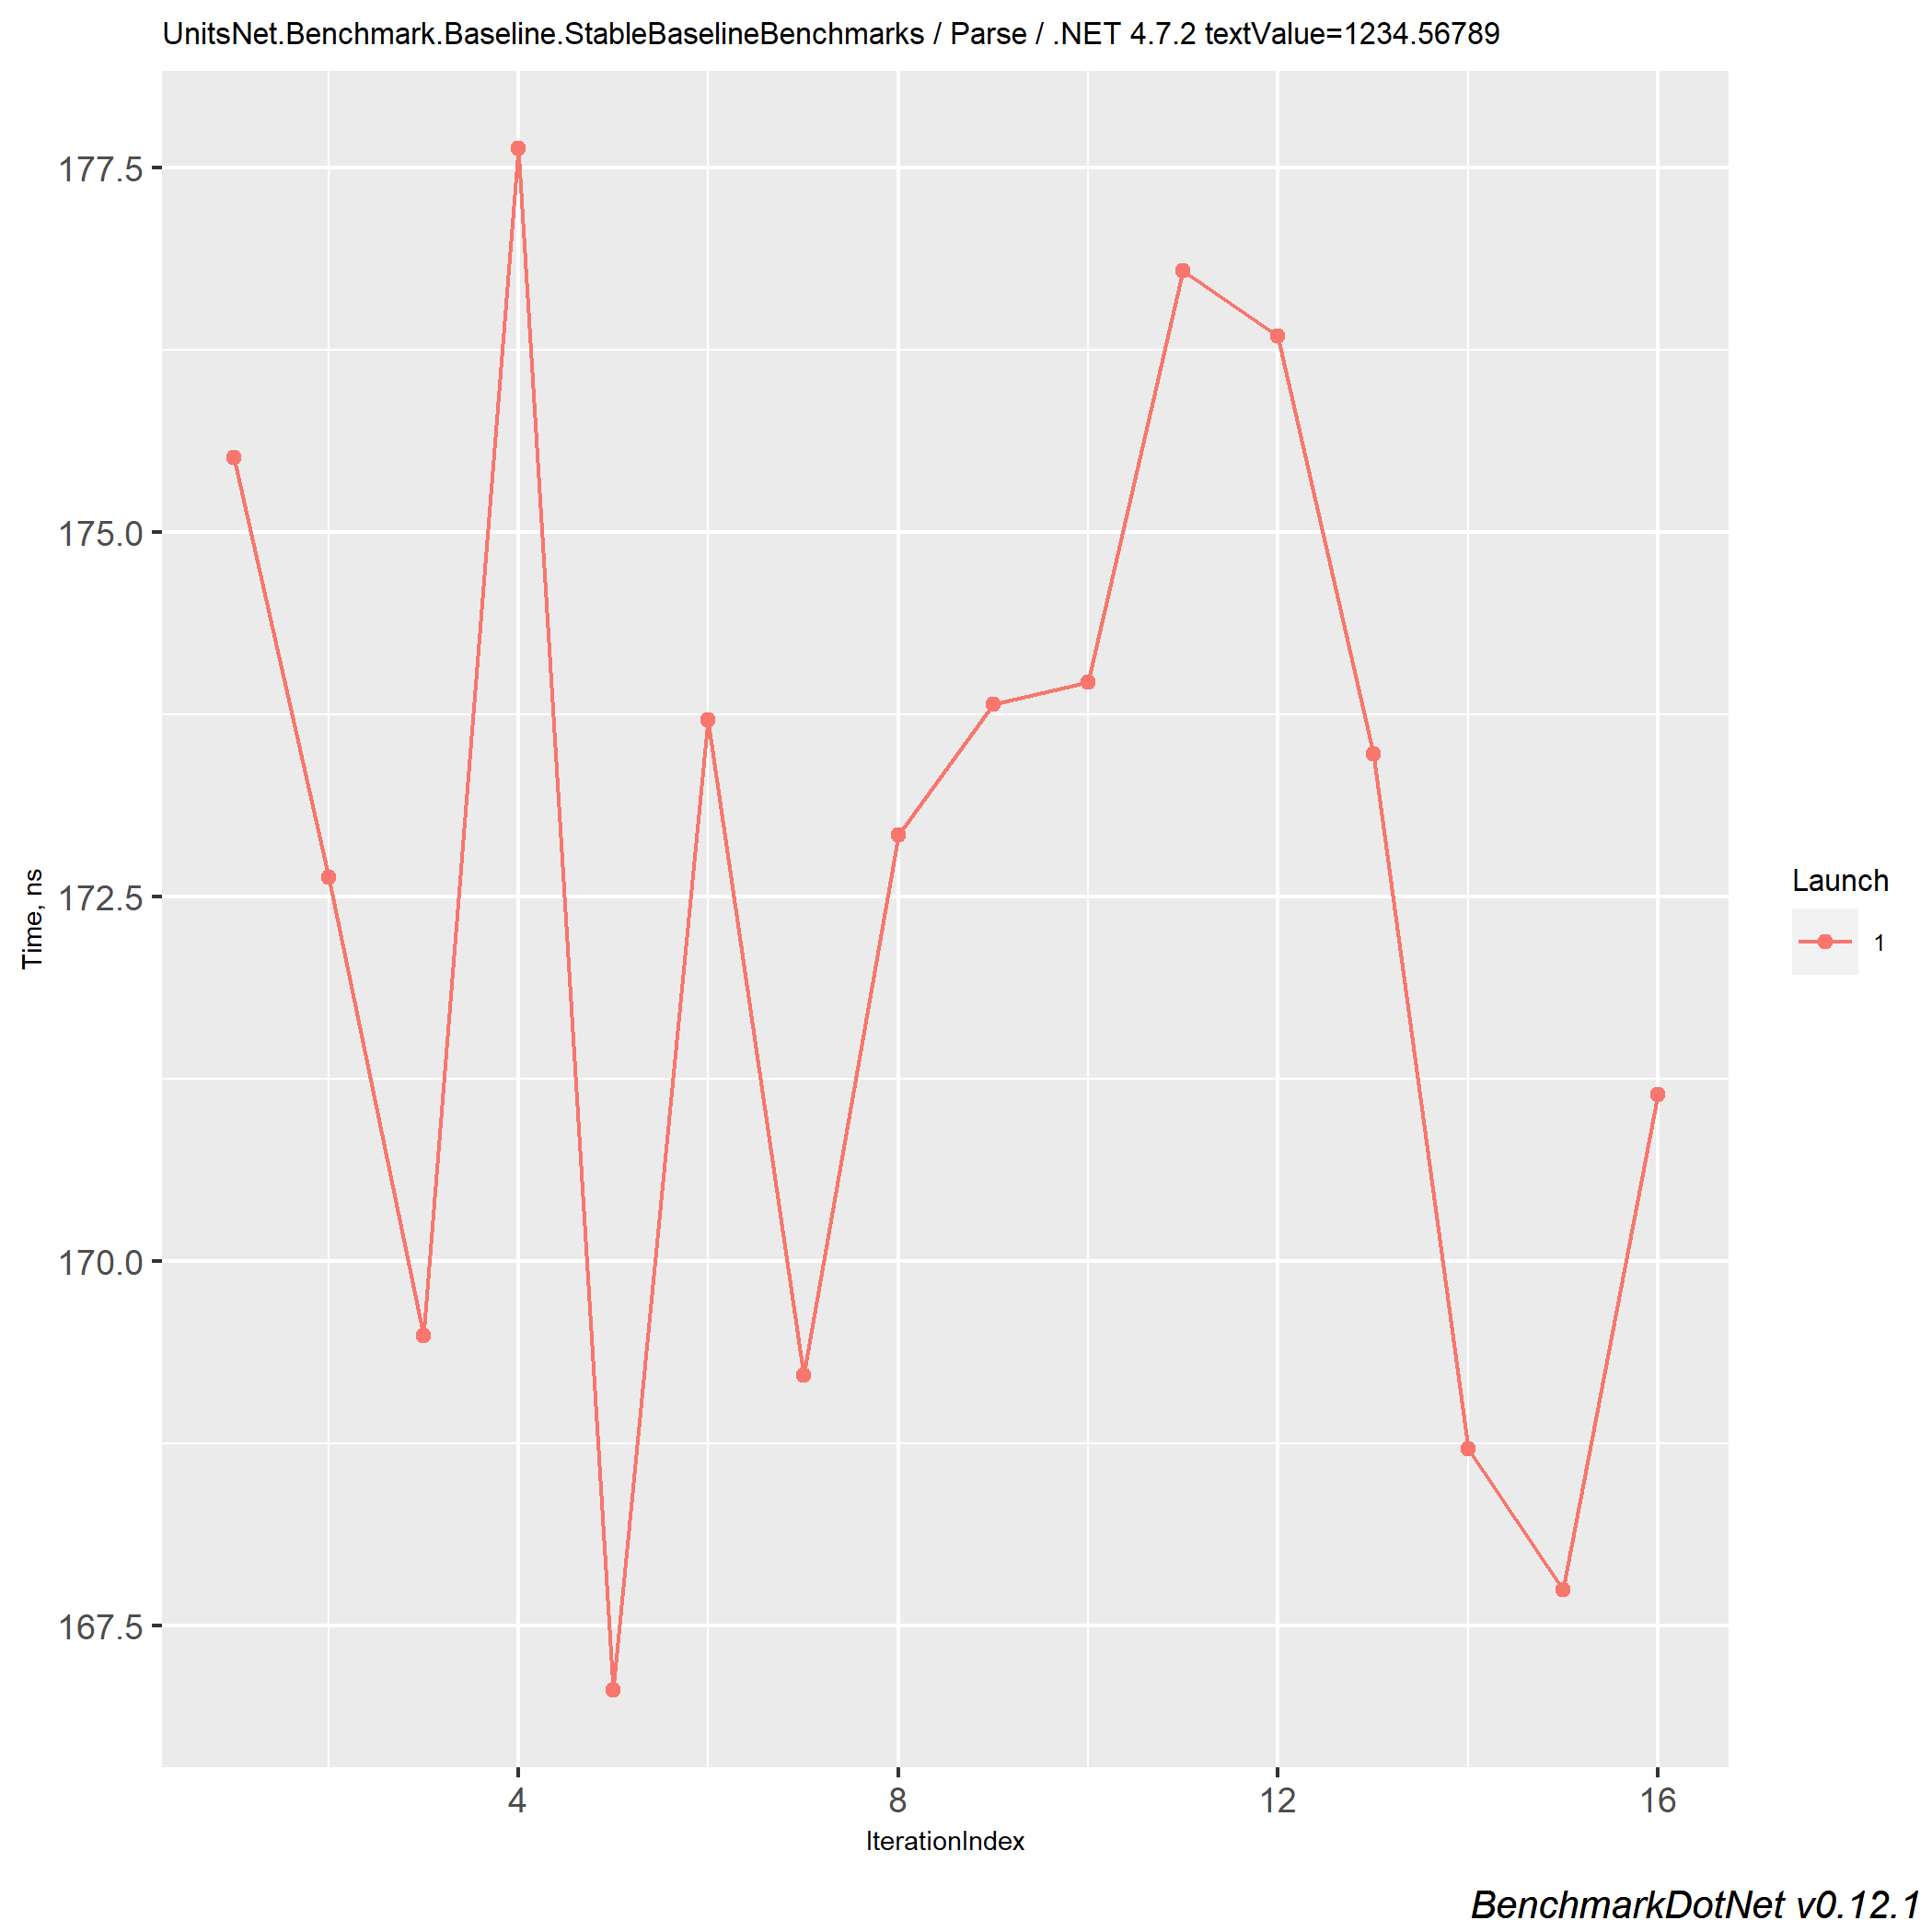 UnitsNet.Benchmark.Baseline.StableBaselineBenchmarks / Parse / .NET 4.7.2 textValue=1234.56789
177.5
175.0
172.5
170.0
167.5
Time, ns
4 8 12 16
IterationIndex
Launch
1
BenchmarkDotNet v0.12.1